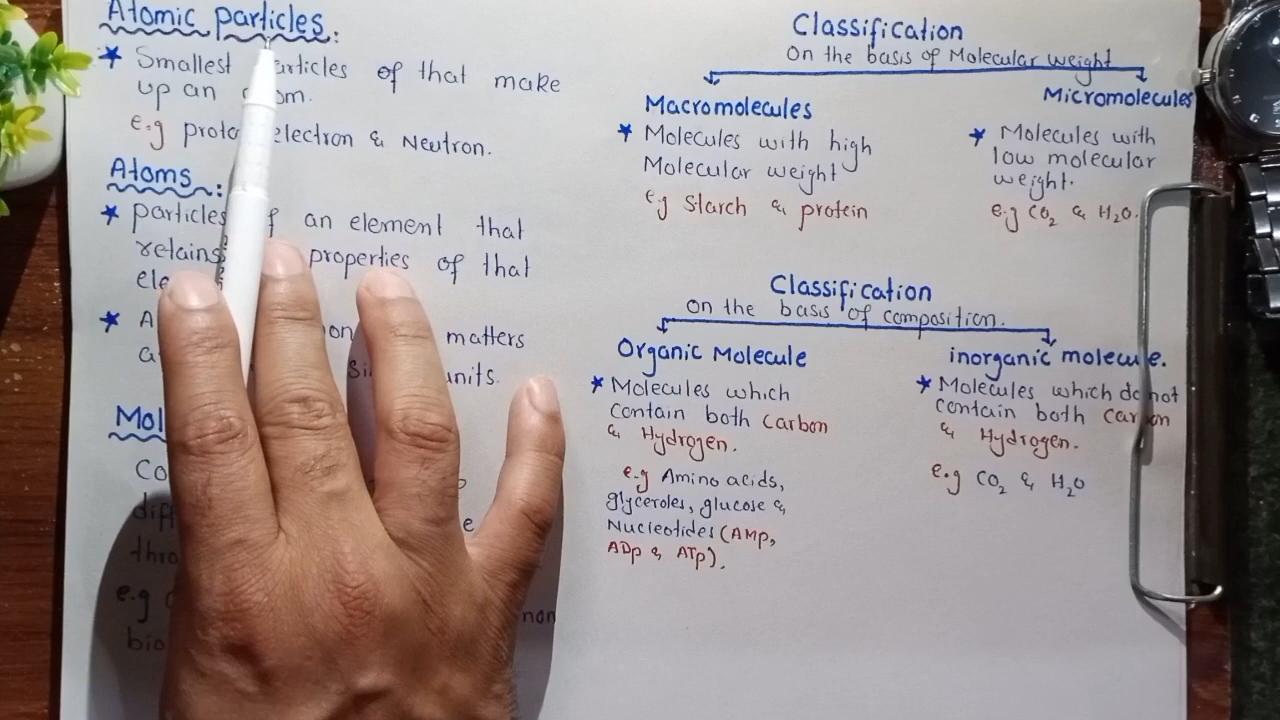 Atomic particles:
* Smallest of that make
up an
e.g electron & Neutron.
Atoms:
* particles an element that
retains properties of that
* matters
units.
e.g
Classification
On the basis of Molecular weight
Macromolecules
* Molecules with high
Molecular weight
e.g Starch & protein
Micromolecules
* Molecules with
low molecular
weight.
e.g CO₂ & H₂O.
Classification
On the basis of composition.
Organic Molecule
* Molecules which
contain both carbon
& Hydrogen.
e.g Amino acids,
glyceroles, glucose &
Nucleotides (AMP,
ADP & ATP).
inorganic molecule.
* Molecules which do not
contain both carbon
& Hydrogen.
e.g CO₂ & H₂O